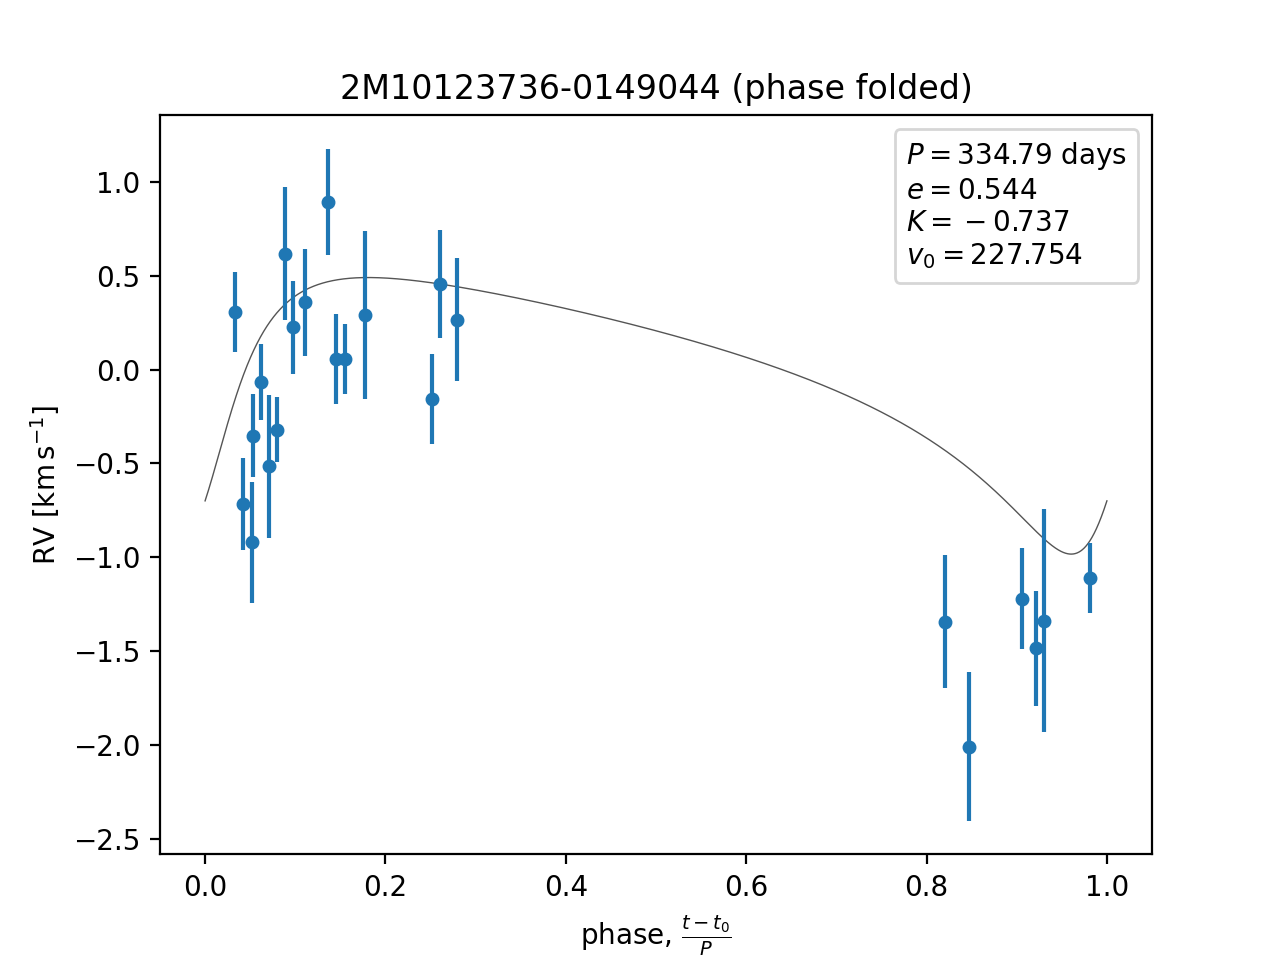 2M10123736-0149044 (phase folded)
P = 334.79 days
e = 0.544
K = −0.737
v₀ = 227.754
RV [km s⁻¹]
1.0
0.5
0.0
−0.5
−1.0
−1.5
−2.0
−2.5
0.0 0.2 0.4 0.6 0.8 1.0
phase, (t − t₀)/P